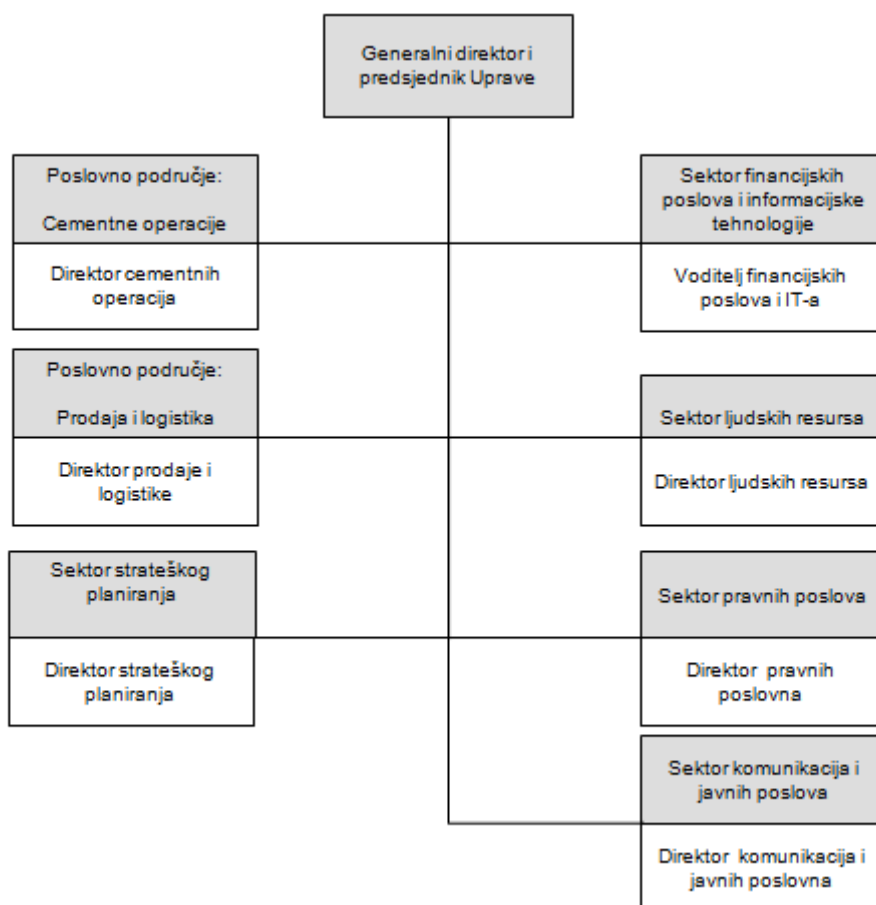 Generalni direktor i
predsjednik Uprave
Poslovno područje:
Cementne operacije
Direktor cementnih
operacija
Sektor financijskih
poslova i informacijske
tehnologije
Voditelj financijskih
poslova i IT-a
Poslovno područje:
Prodaja i logistika
Direktor prodaje i
logistike
Sektor ljudskih resursa
Direktor ljudskih resursa
Sektor strateškog
planiranja
Direktor strateškog
planiranja
Sektor pravnih poslova
Direktor pravnih
poslovna
Sektor komunikacija i
javnih poslova
Direktor komunikacija i
javnih poslovna